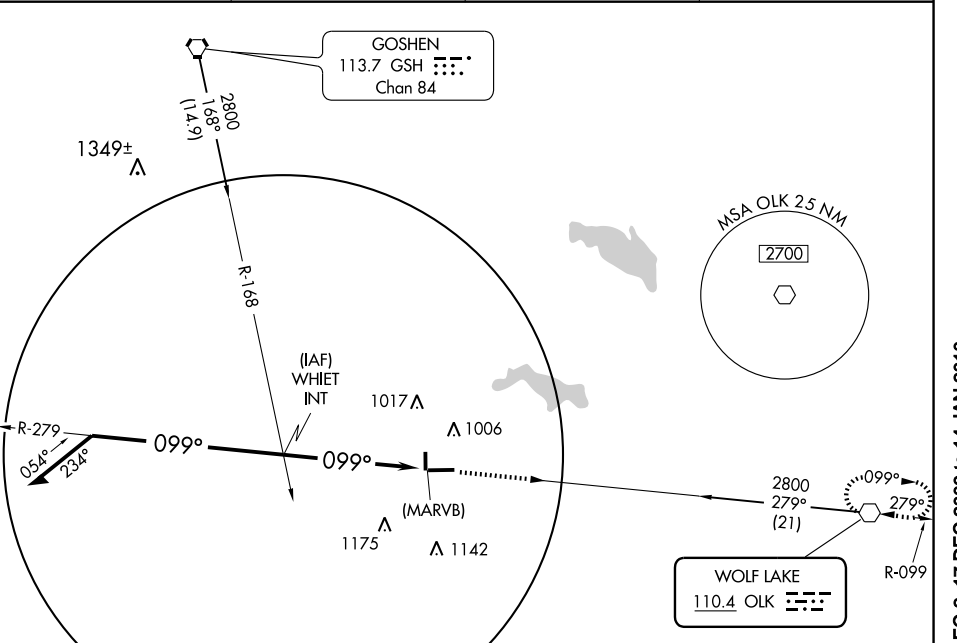 GOSHEN
113.7 GSH
Chan 84
2800
168°
(14.9)
1349±
R-168
MSA OLK 25 NM
2700
(IAF)
WHIET
INT
1017
1006
R-279
099°
099°
054°
234°
(MARVB)
1175
1142
2800
279°
(21)
099°
279°
R-099
WOLF LAKE
110.4 OLK